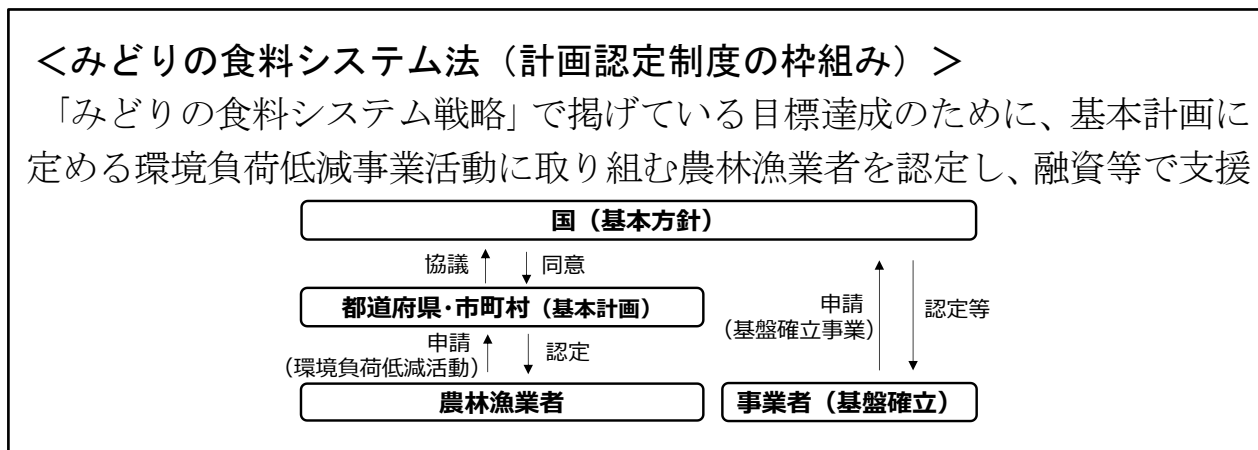 ＜みどりの食料システム法（計画認定制度の枠組み）＞
「みどりの食料システム戦略」で掲げている目標達成のために、基本計画に
定める環境負荷低減事業活動に取り組む農林漁業者を認定し、融資等で支援
国（基本方針）
協議
同意
都道府県・市町村（基本計画）
申請
（環境負荷低減活動）
認定
農林漁業者
申請
（基盤確立事業）
認定等
事業者（基盤確立）